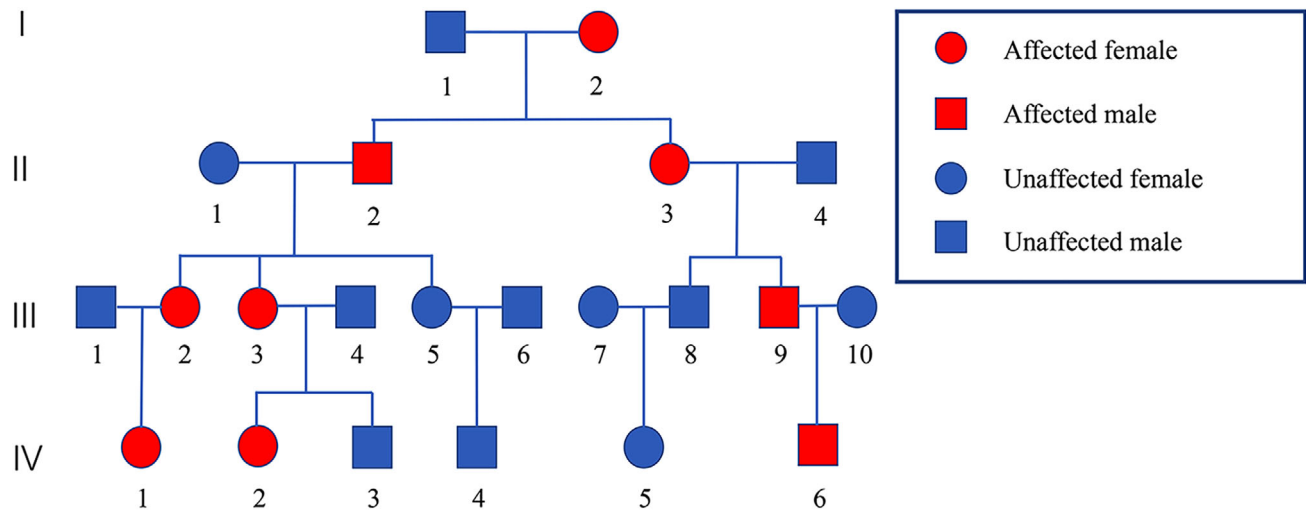 I
1 2
Affected female
Affected male
Unaffected female
Unaffected male
II
1 2 3 4
III
1 2 3 4 5 6 7 8 9 10
IV
1 2 3 4 5 6